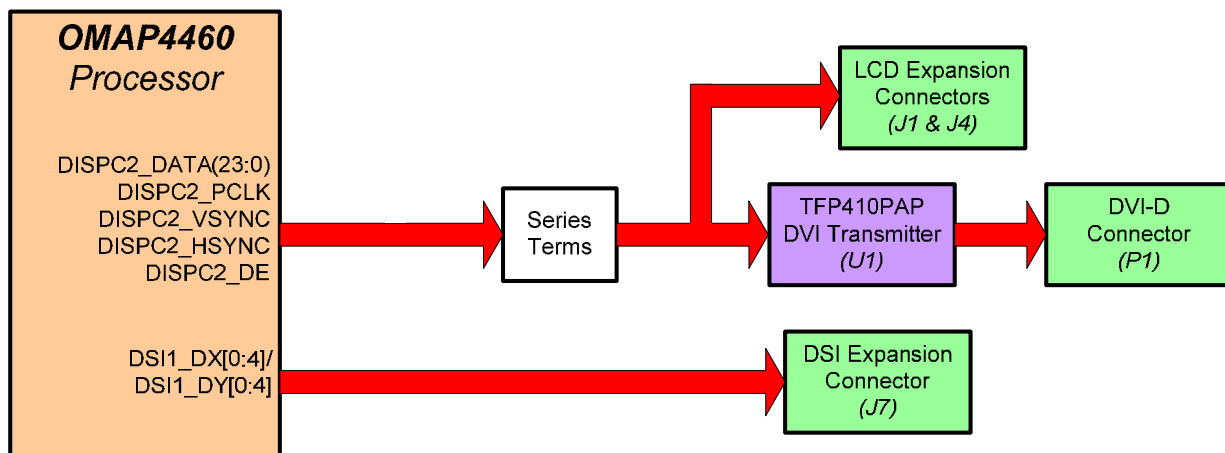 OMAP4460
Processor
DISPC2_DATA(23:0)
DISPC2_PCLK
DISPC2_VSYNC
DISPC2_HSYNC
DISPC2_DE
DSI1_DX[0:4]/
DSI1_DY[0:4]
Series
Terms
LCD Expansion
Connectors
(J1 & J4)
TFP410PAP
DVI Transmitter
(U1)
DVI-D
Connector
(P1)
DSI Expansion
Connector
(J7)